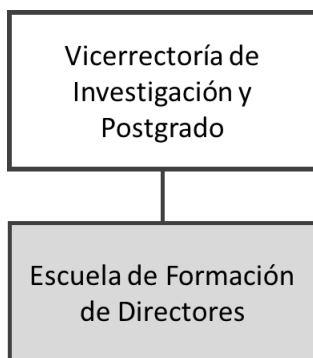 Vicerrectoría de
Investigación y
Postgrado
Escuela de Formación
de Directores